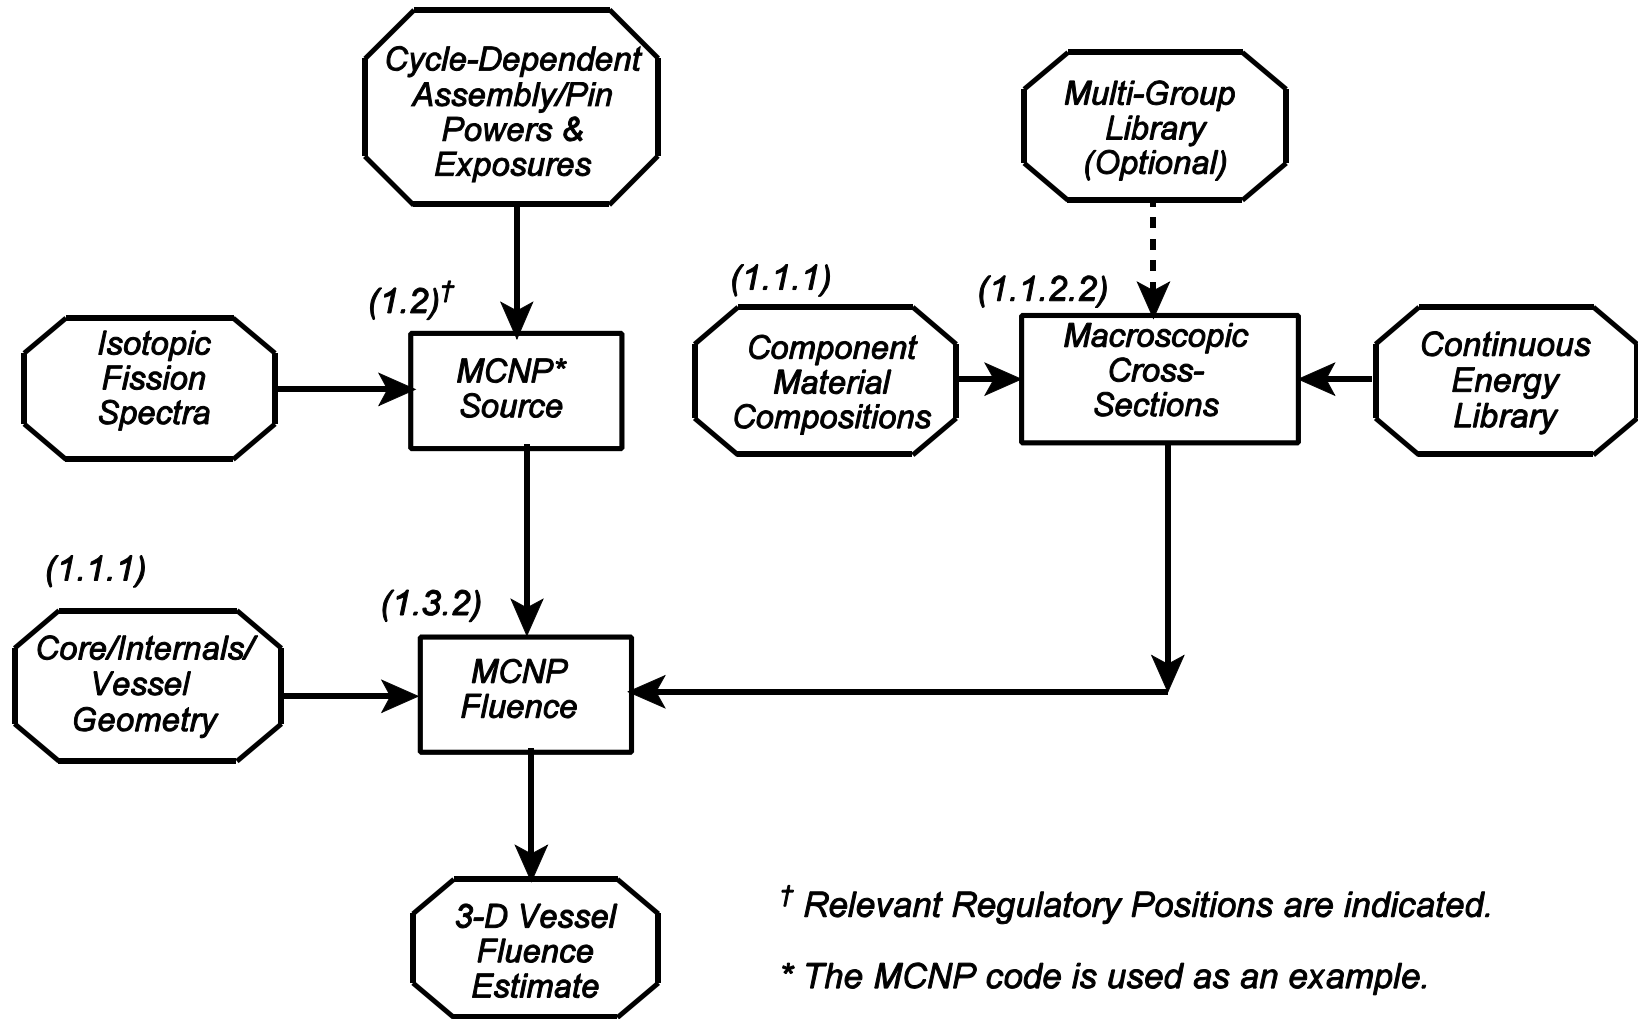 Cycle-Dependent
Assembly/Pin
Powers &
Exposures
Multi-Group
Library
(Optional)
(1.2)†
(1.1.1)
(1.1.2.2)
Isotopic
Fission
Spectra
MCNP*
Source
Component
Material
Compositions
Macroscopic
Cross-
Sections
Continuous
Energy
Library
(1.1.1)
(1.3.2)
Core/Internals/
Vessel
Geometry
MCNP
Fluence
3-D Vessel
Fluence
Estimate
† Relevant Regulatory Positions are indicated.
* The MCNP code is used as an example.